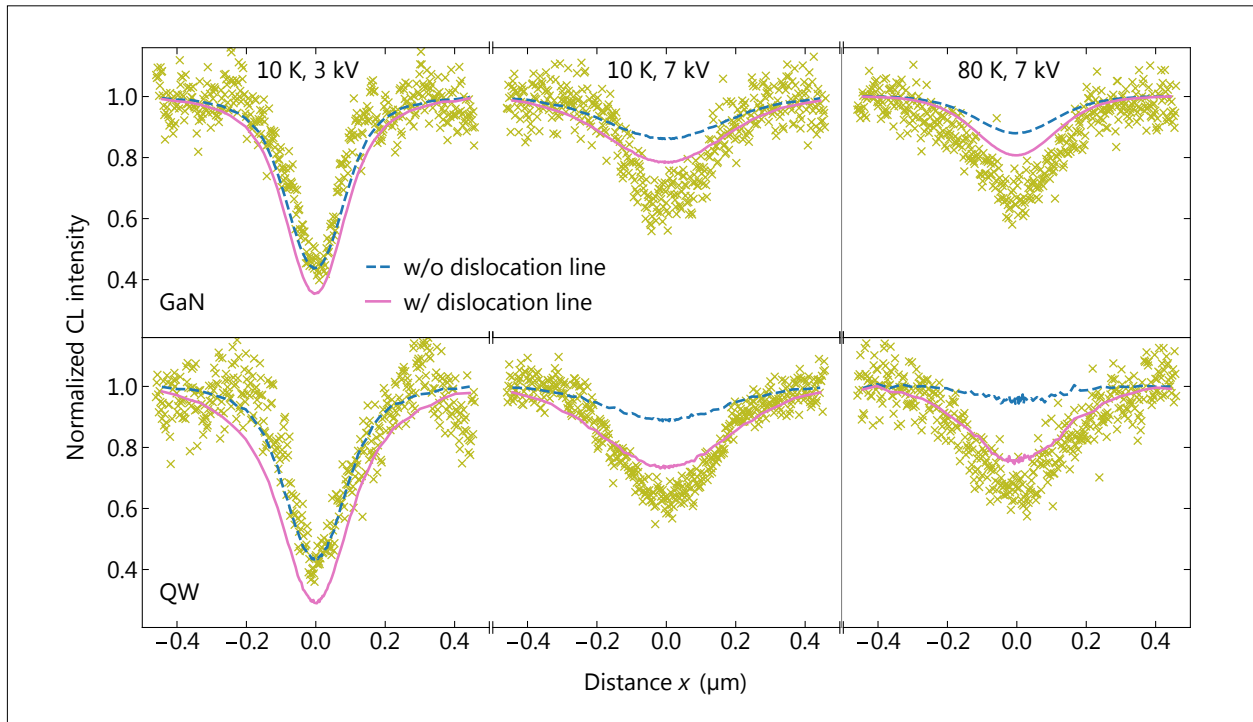 10 K, 3 kV
10 K, 7 kV
80 K, 7 kV
1.0
0.8
0.6
0.4
GaN
w/o dislocation line
w/ dislocation line
Normalized CL intensity
1.0
0.8
0.6
0.4
QW
−0.4 −0.2 0.0 0.2 0.4
−0.4 −0.2 0.0 0.2 0.4
−0.4 −0.2 0.0 0.2 0.4
Distance x (μm)